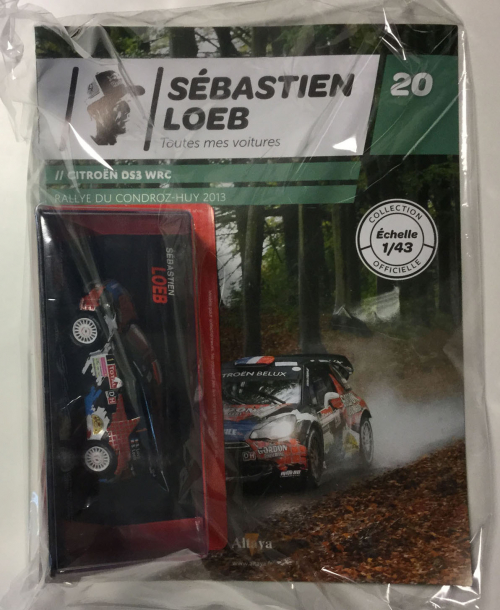 SÉBASTIEN
LOEB
Toutes mes voitures
20
// CITROËN DS3 WRC
RALLYE DU CONDROZ-HUY 2013
COLLECTION
Échelle
1/43
OFFICIELLE
SÉBASTIEN
LOEB
CITROËN BELUX
Altaya